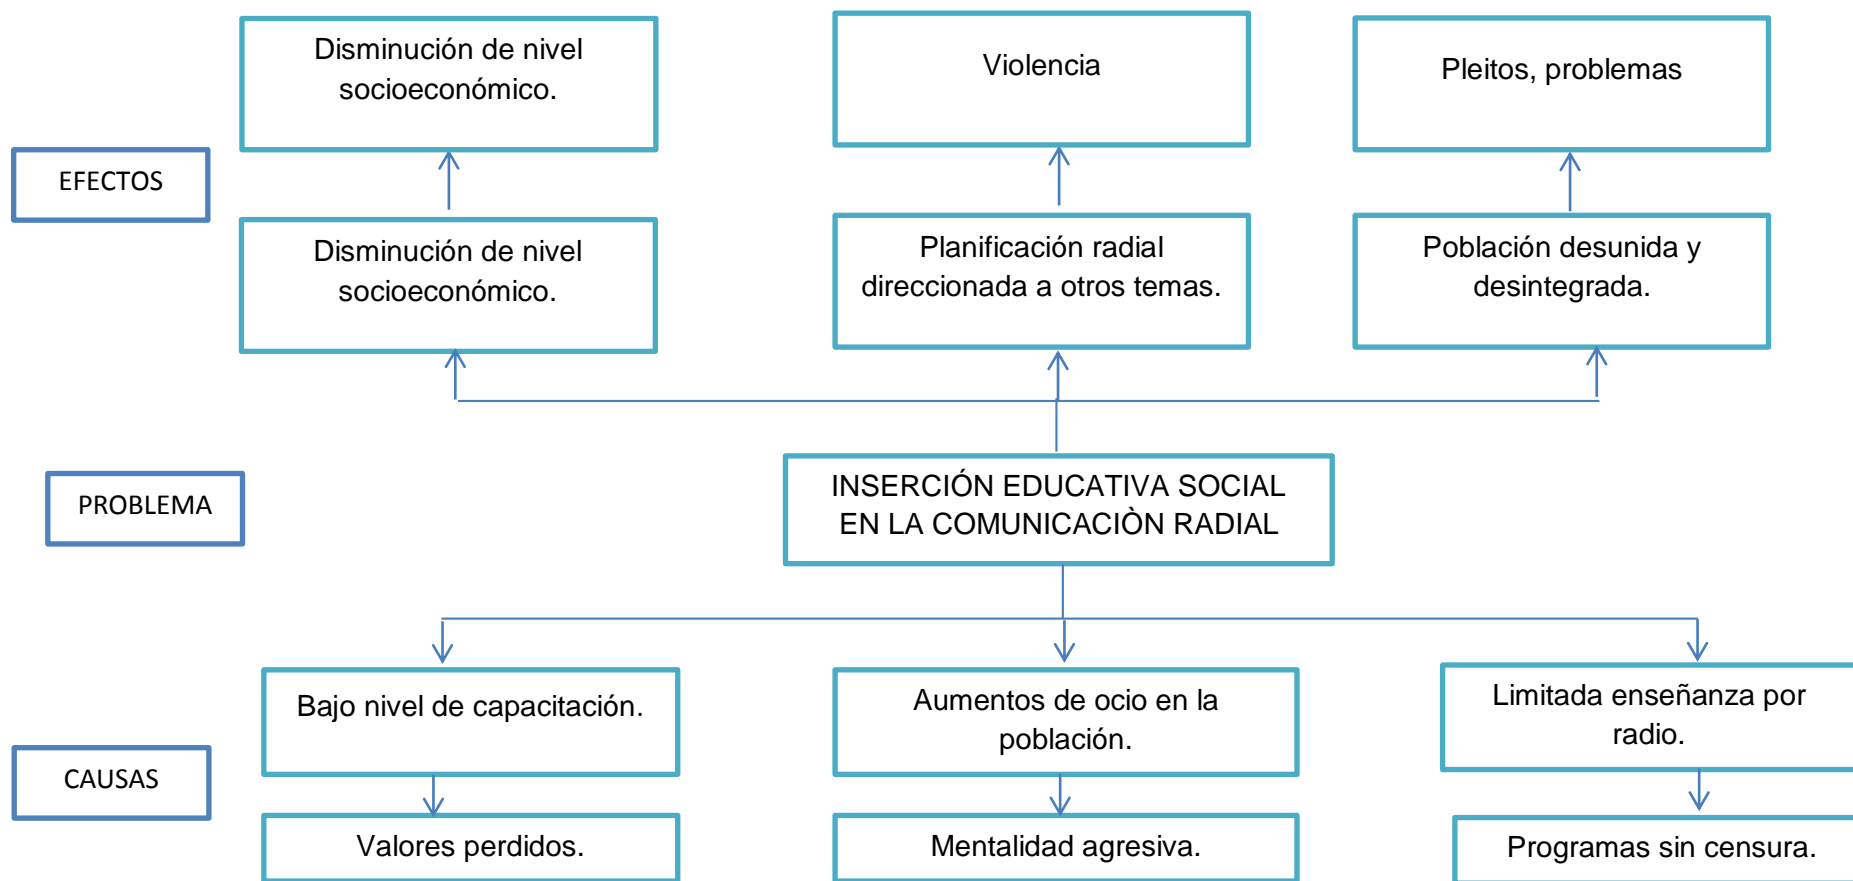 Disminución de nivel
socioeconómico.
Violencia
Pleitos, problemas
EFECTOS
Disminución de nivel
socioeconómico.
Planificación radial
direccionada a otros temas.
Población desunida y
desintegrada.
PROBLEMA
INSERCIÓN EDUCATIVA SOCIAL
EN LA COMUNICACIÒN RADIAL
Bajo nivel de capacitación.
Aumentos de ocio en la
población.
Limitada enseñanza por
radio.
CAUSAS
Valores perdidos.
Mentalidad agresiva.
Programas sin censura.